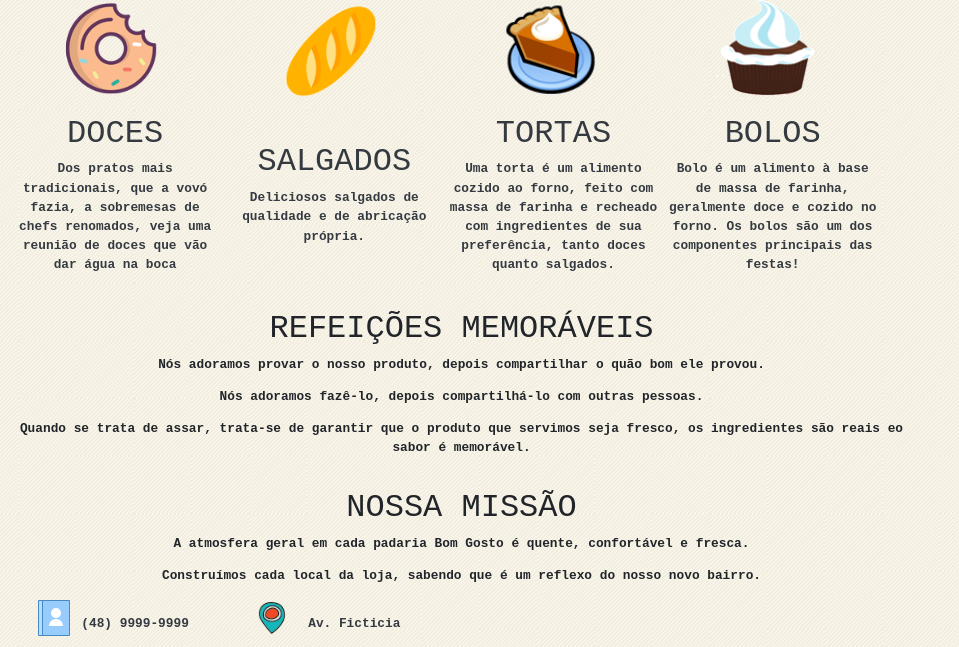 DOCES
Dos pratos mais
tradicionais, que a vovó
fazia, a sobremesas de
chefs renomados, veja uma
reunião de doces que vão
dar água na boca
SALGADOS
Deliciosos salgados de
qualidade e de abricação
própria.
TORTAS
Uma torta é um alimento
cozido ao forno, feito com
massa de farinha e recheado
com ingredientes de sua
preferência, tanto doces
quanto salgados.
BOLOS
Bolo é um alimento à base
de massa de farinha,
geralmente doce e cozido no
forno. Os bolos são um dos
componentes principais das
festas!
REFEIÇÕES MEMORÁVEIS
Nós adoramos provar o nosso produto, depois compartilhar o quão bom ele provou.
Nós adoramos fazê-lo, depois compartilhá-lo com outras pessoas.
Quando se trata de assar, trata-se de garantir que o produto que servimos seja fresco, os ingredientes são reais eo
sabor é memorável.
NOSSA MISSÃO
A atmosfera geral em cada padaria Bom Gosto é quente, confortável e fresca.
Construímos cada local da loja, sabendo que é um reflexo do nosso novo bairro.
(48) 9999-9999
Av. Ficticia